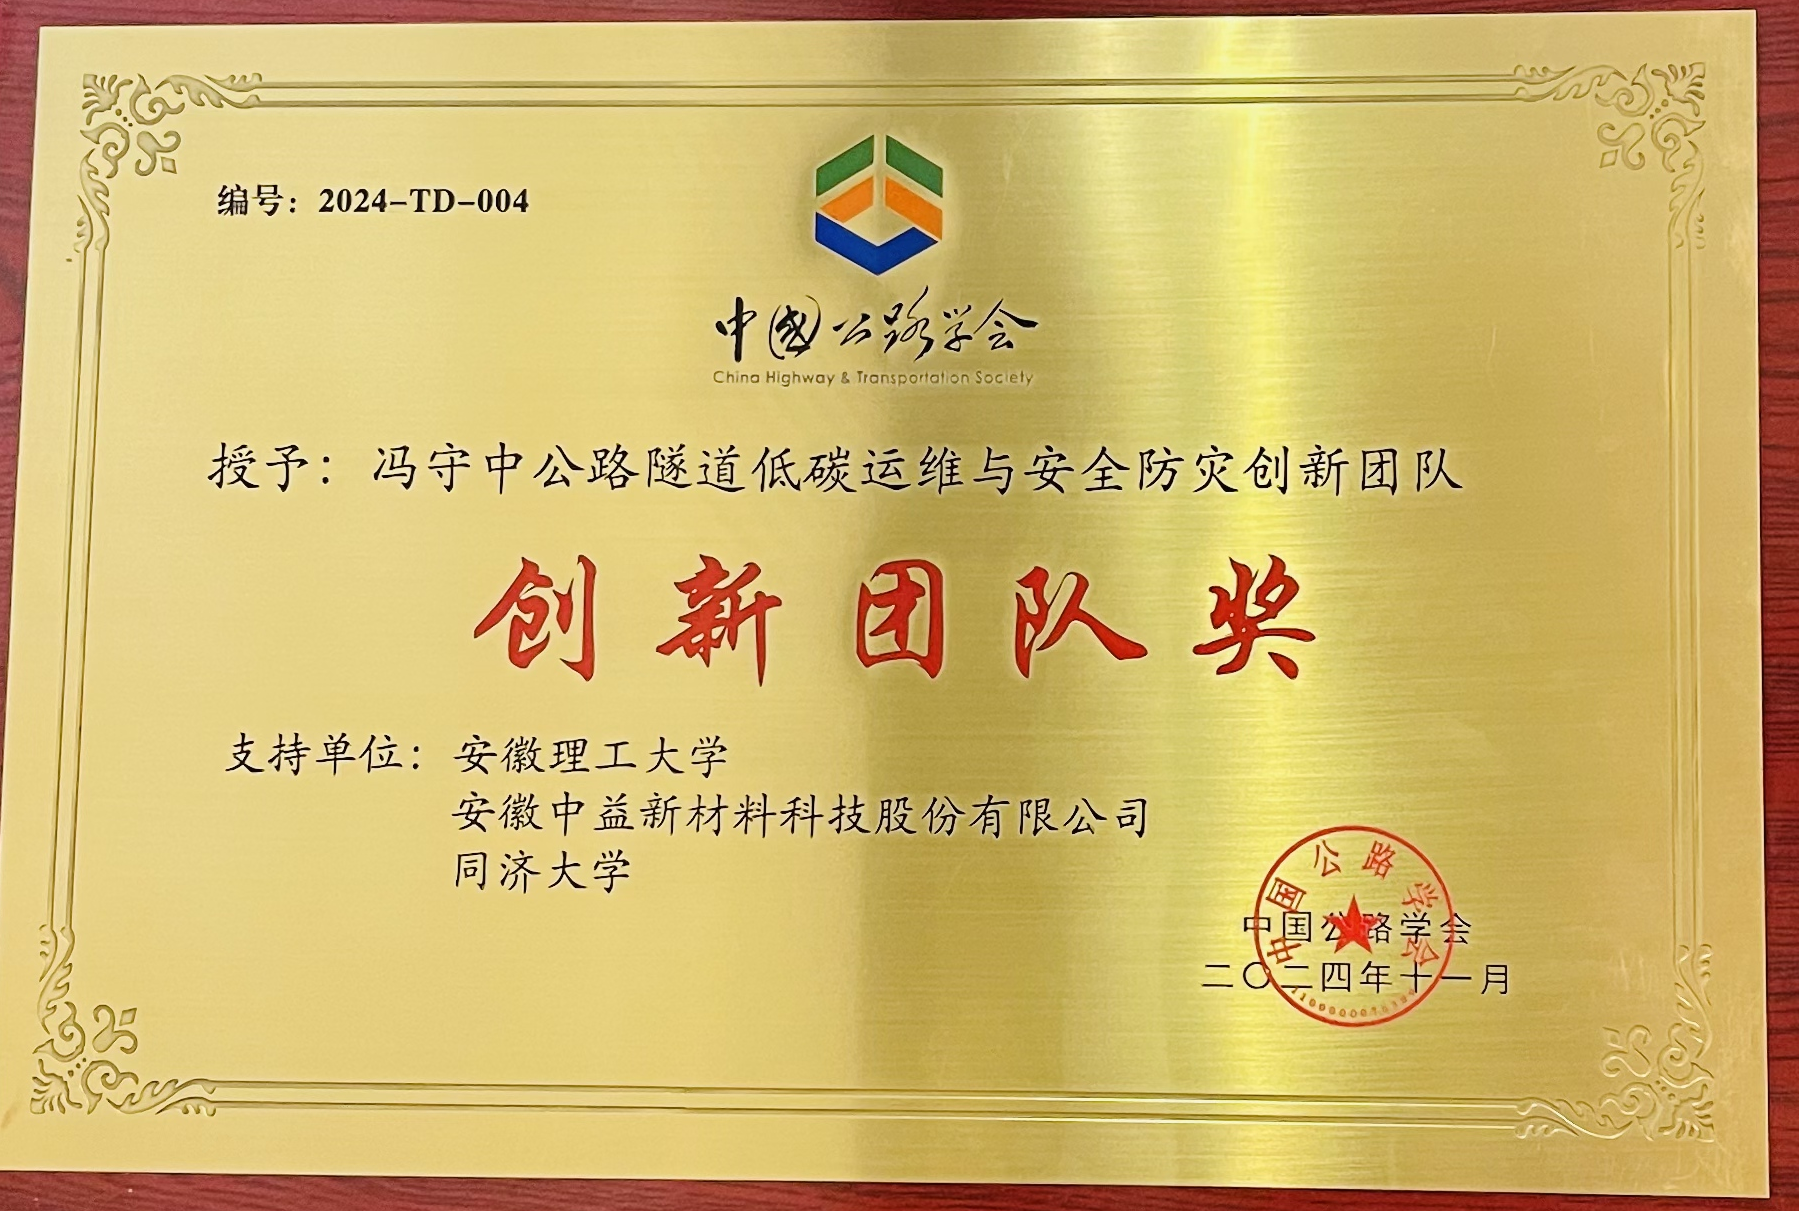 编号：2024-TD-004
中国公路学会
China Highway & Transportation Society
授予：冯守中公路隧道低碳运维与安全防灾创新团队
创新团队奖
支持单位：安徽理工大学
安徽中益新材料科技股份有限公司
同济大学
中国公路学会
中国公路学会
二〇二四年十一月